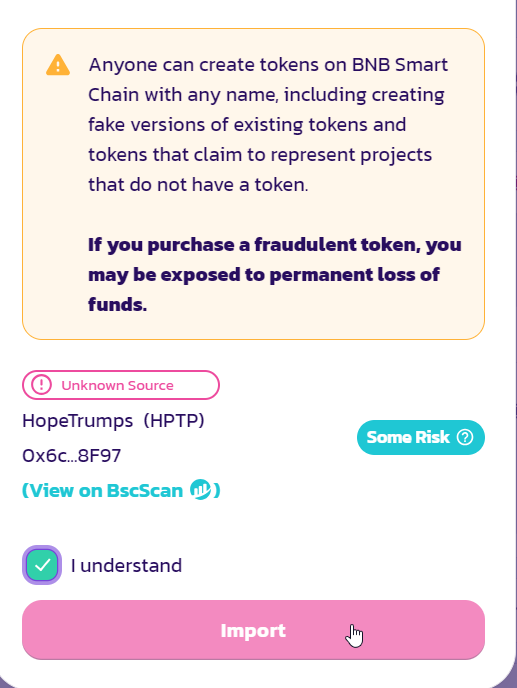 Anyone can create tokens on BNB Smart
Chain with any name, including creating
fake versions of existing tokens and
tokens that claim to represent projects
that do not have a token.
If you purchase a fraudulent token, you
may be exposed to permanent loss of
funds.
Unknown Source
HopeTrumps (HPTP)
Some Risk
0x6c...8F97
(View on BscScan )
I understand
Import